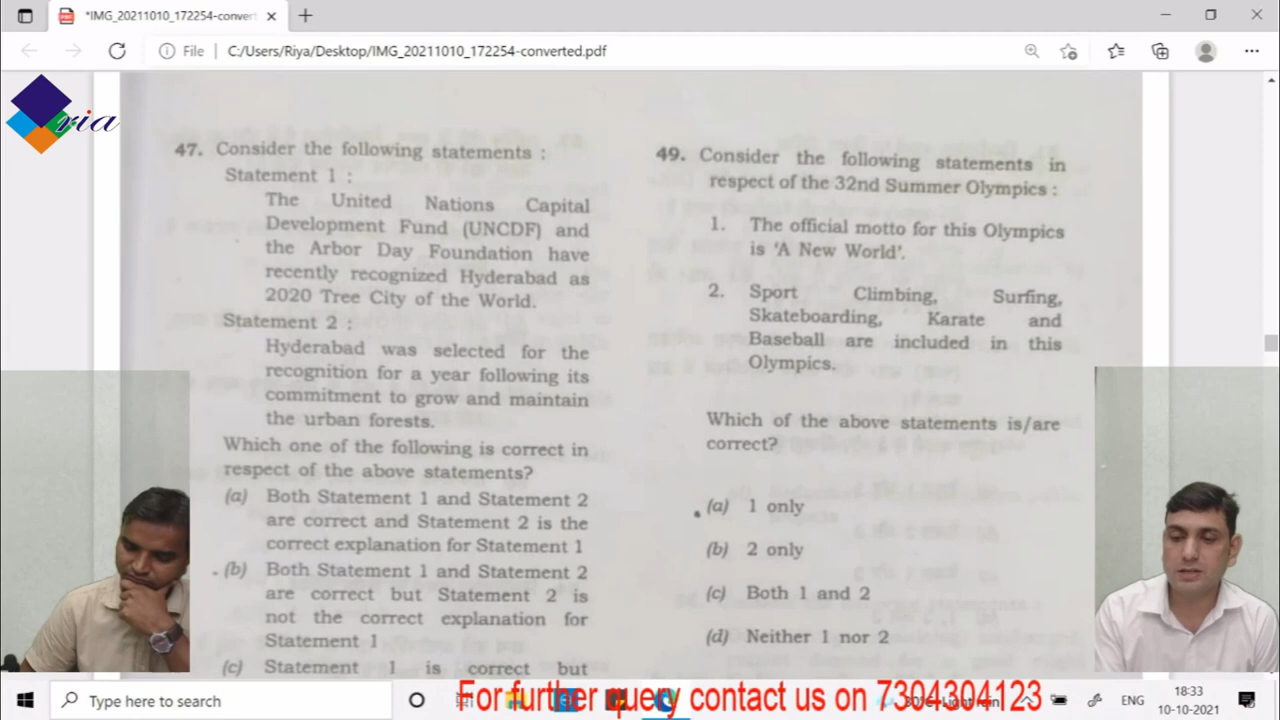 *IMG_20211010_172254-conver
File
C:/Users/Riya/Desktop/IMG_20211010_172254-converted.pdf
ria
47. Consider the following statements :
Statement 1 :
The United Nations Capital
Development Fund (UNCDF) and
the Arbor Day Foundation have
recently recognized Hyderabad as
2020 Tree City of the World.
Statement 2 :
Hyderabad was selected for the
recognition for a year following its
commitment to grow and maintain
the urban forests.
Which one of the following is correct in
respect of the above statements?
(a) Both Statement 1 and Statement 2
are correct and Statement 2 is the
correct explanation for Statement 1
(b) Both Statement 1 and Statement 2
are correct but Statement 2 is
not the correct explanation for
Statement 1
(c) Statement 1 is correct but
49. Consider the following statements in
respect of the 32nd Summer Olympics :
1. The official motto for this Olympics
is ‘A New World’.
2. Sport Climbing, Surfing,
Skateboarding, Karate and
Baseball are included in this
Olympics.
Which of the above statements is/are
correct?
(a) 1 only
(b) 2 only
(c) Both 1 and 2
(d) Neither 1 nor 2
For further query contact us on 7304304123
Type here to search
ENG
18:33
10-10-2021